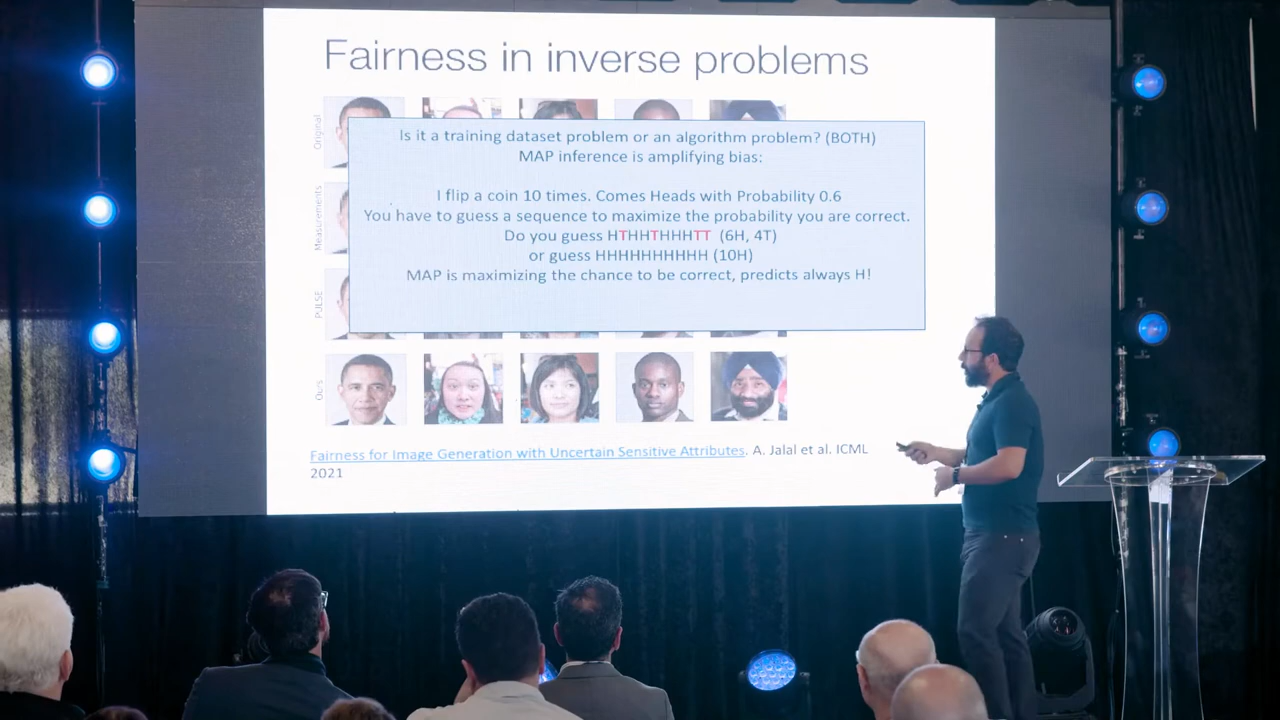 Fairness in inverse problems
Original
Is it a training dataset problem or an algorithm problem? (BOTH)
MAP inference is amplifying bias:
Measurements
I flip a coin 10 times. Comes Heads with Probability 0.6
You have to guess a sequence to maximize the probability you are correct.
Do you guess HTHHTHHHTT (6H, 4T)
or guess HHHHHHHHHH (10H)
MAP is maximizing the chance to be correct, predicts always H!
PULSE
Ours
Fairness for Image Generation with Uncertain Sensitive Attributes. A. Jalal et al. ICML
2021